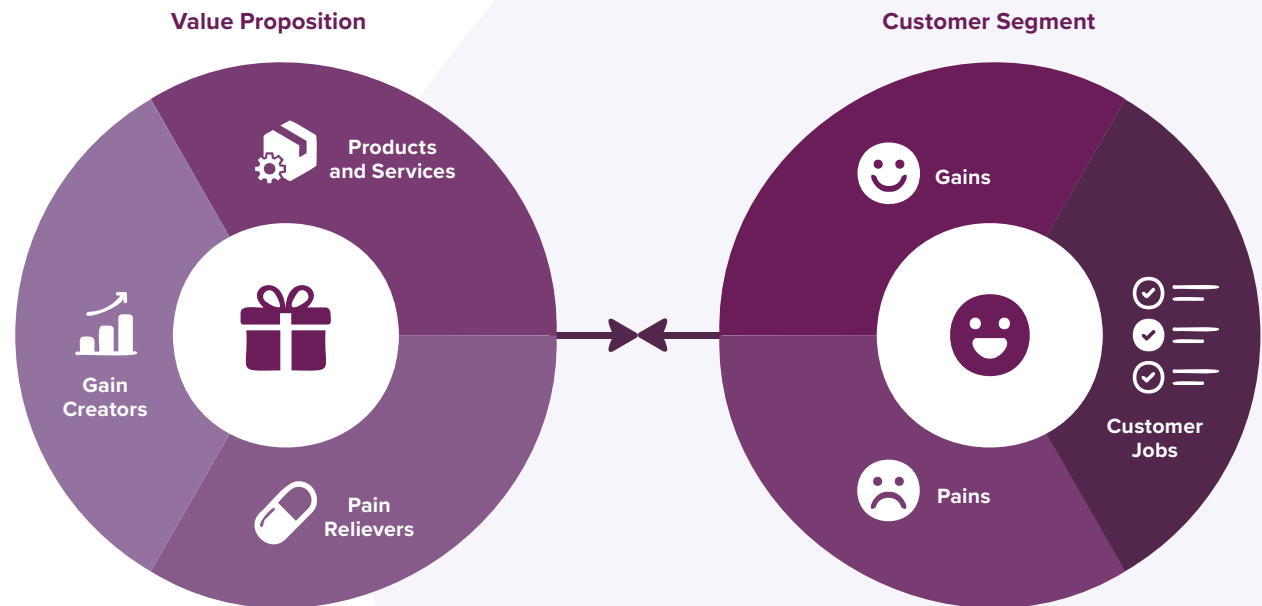 Value Proposition
Products
and Services
Gain
Creators
Pain
Relievers
Customer Segment
Gains
Customer
Jobs
Pains